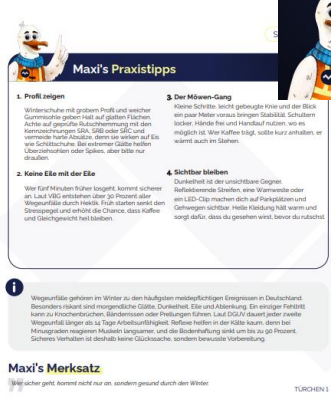 S
Maxi's Praxistipps
1. Profil zeigen
Winterschuhe mit grobem Profil und weicher
Gummisohle geben Halt auf glatten Flächen.
Achte auf geprüfte Rutschhemmung mit den
Kennzeichnungen SRA, SRB oder SRC und
vermeide harte Absätze, denn sie wirken auf Eis
wie Schlittschuhe. Bei extremer Glätte helfen
Überziehsohlen oder Spikes, aber bitte nur
draußen.
2. Keine Eile mit der Eile
Wer fünf Minuten früher losgeht, kommt sicherer
an. Laut VBG entstehen über 30 Prozent aller
Wegeunfälle durch Hektik. Früh starten senkt den
Stresspegel und erhöht die Chance, dass Kaffee
und Gleichgewicht heil bleiben.
3. Der Möwen-Gang
Kleine Schritte, leicht gebeugte Knie und der Blick
ein paar Meter voraus bringen Stabilität. Schultern
locker, Hände frei und Handlauf nutzen, wo es
möglich ist. Wer Kaffee trägt, sollte kurz anhalten, er
wärmt auch im Stehen.
4. Sichtbar bleiben
Dunkelheit ist der unsichtbare Gegner.
Reflektierende Streifen, eine Warnweste oder
ein LED-Clip machen dich auf Parkplätzen und
Gehwegen sichtbar. Helle Kleidung hält warm und
sorgt dafür, dass du gesehen wirst, bevor du rutschst.
i
Wegeunfälle gehören im Winter zu den häufigsten meldepflichtigen Ereignissen in Deutschland.
Besonders riskant sind morgendliche Glätte, Dunkelheit, Eile und Ablenkung. Ein einziger Fehltritt
kann zu Knochenbrüchen, Bänderrissen oder Prellungen führen. Laut DGUV dauert jeder zweite
Wegeunfall länger als 14 Tage Arbeitsunfähigkeit. Reflexe helfen in der Kälte kaum, denn bei
Minusgraden reagieren Muskeln langsamer, und die Bodenhaftung sinkt um bis zu 90 Prozent.
Sicheres Verhalten ist deshalb keine Glückssache, sondern bewusste Vorbereitung.
Maxi's Merksatz
Wer sicher geht, kommt nicht nur an, sondern gesund durch den Winter.
TÜRCHEN 1